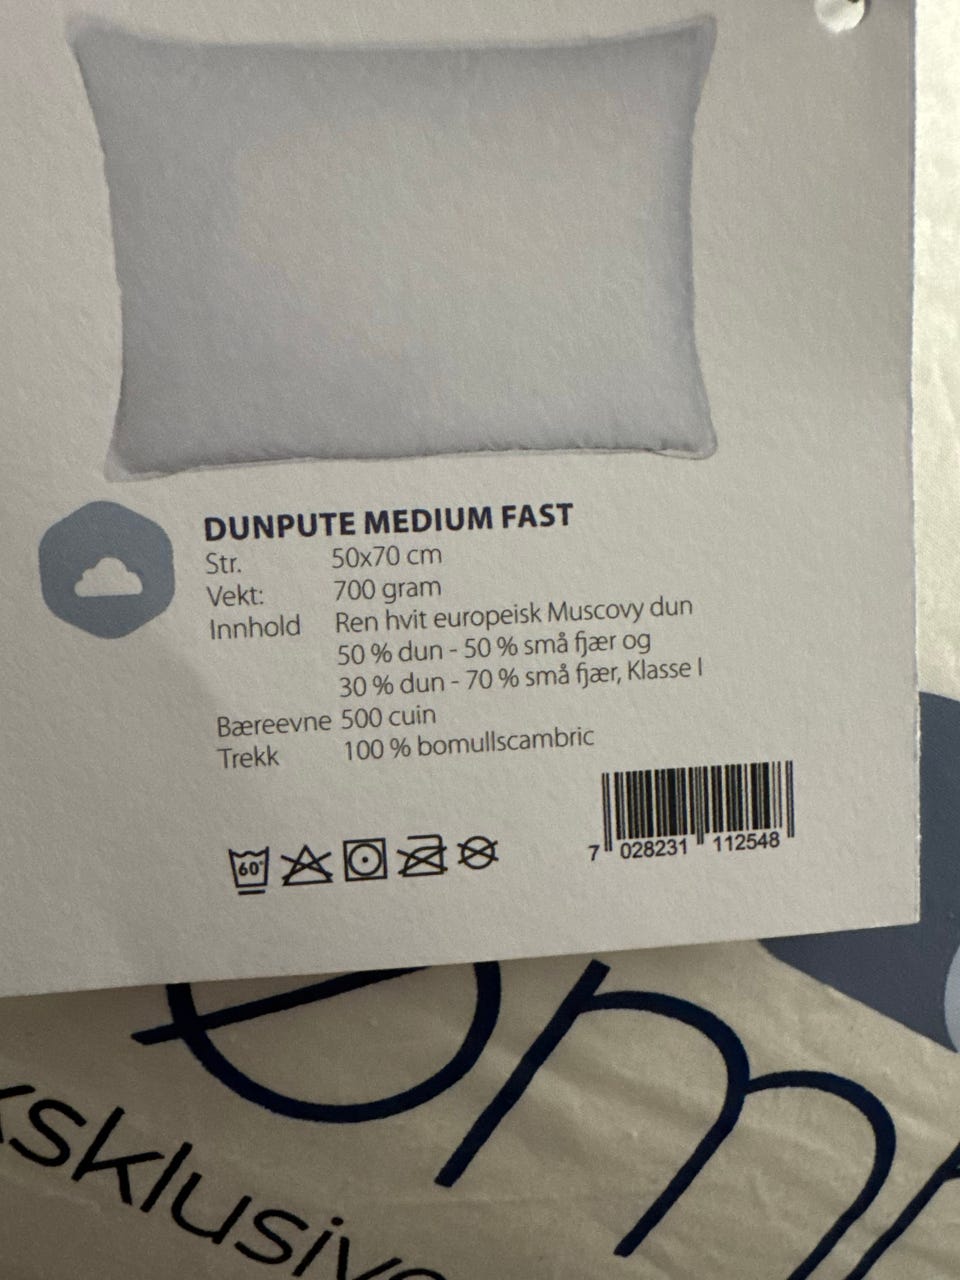 DUNPUTE MEDIUM FAST
Str. 50x70 cm
Vekt: 700 gram
Innhold Ren hvit europeisk Muscovy dun
50 % dun - 50 % små fjær og
30 % dun - 70 % små fjær, Klasse I
Bæreevne 500 cuin
Trekk 100 % bomullscambric
60°
7 028231 112548